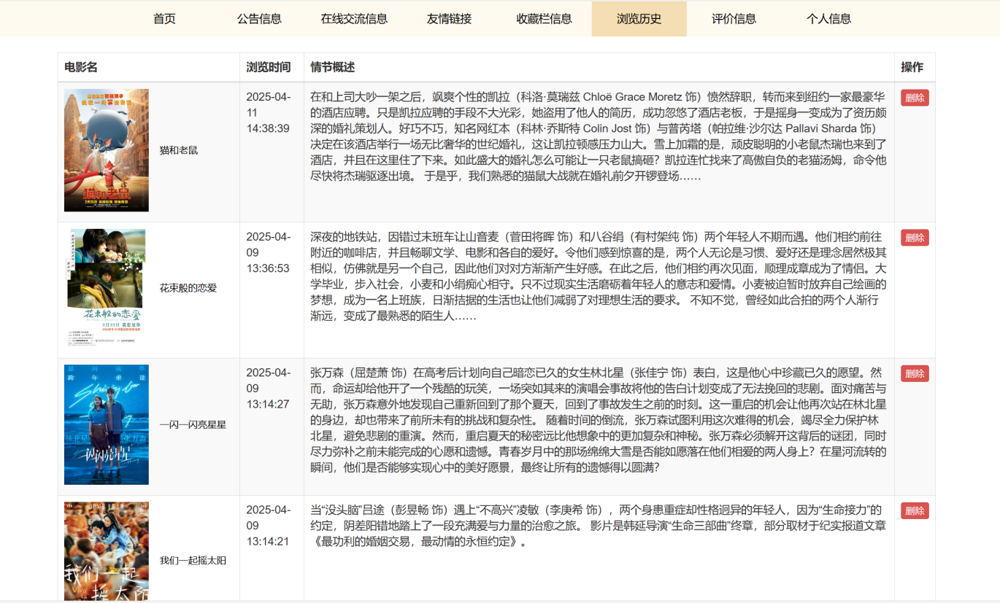 首页 公告信息 在线交流信息 友情链接 收藏栏信息 浏览历史 评价信息 个人信息
电影名 浏览时间 情节概述 操作
猫和老鼠
猫和老鼠
2025-04-
11
14:38:39
在和上司大吵一架之后，飒爽个性的凯拉（科洛·莫瑞兹 Chloë Grace Moretz 饰）愤然辞职，转而来到纽约一家最豪华
的酒店应聘。只是凯拉应聘的手段不大光彩，她盗用了他人的简历，成功忽悠了酒店老板，于是摇身一变成为了资历颇
深的婚礼策划人。好巧不巧，知名网红本（科林·乔斯特 Colin Jost 饰）与普芮塔（帕拉维·沙尔达 Pallavi Sharda 饰）
决定在该酒店举行一场无比奢华的世纪婚礼，这让凯拉顿感压力山大。雪上加霜的是，顽皮聪明的小老鼠杰瑞也来到了
酒店，并且在这里住了下来。如此盛大的婚礼怎么可能让一只老鼠搞砸？凯拉连忙找来了高傲自负的老猫汤姆，命令他
尽快将杰瑞驱逐出境。 于是乎，我们熟悉的猫鼠大战就在婚礼前夕开锣登场……
删除
花束般的恋爱
花束般的恋爱
2025-04-
09
13:36:53
深夜的地铁站，因错过末班车让山音麦（菅田将晖 饰）和八谷绢（有村架纯 饰）两个年轻人不期而遇。他们相约前往
附近的咖啡店，并且畅聊文学、电影和各自的爱好。令他们感到惊喜的是，两个人无论是习惯、爱好还是理念居然极其
相似，仿佛就是另一个自己，因此他们对对方渐渐产生好感。在此之后，他们相约再次见面，顺理成章成为了情侣。大
学毕业，步入社会，小麦和小绢痴心相守。只不过现实生活磨砺着年轻人的意志和爱情。小麦被迫暂时放弃自己绘画的
梦想，成为一名上班族，日渐拮据的生活也让他们减弱了对理想生活的要求。 不知不觉，曾经如此合拍的两个人渐行
渐远，变成了最熟悉的陌生人……
删除
一闪一闪亮星星
2025-04-
09
13:14:27
张万森（屈楚萧 饰）在高考后计划向自己暗恋已久的女生林北星（张佳宁 饰）表白，这是他心中珍藏已久的愿望。然
而，命运却给他开了一个残酷的玩笑，一场突如其来的演唱会事故将他的告白计划变成了无法挽回的悲剧。面对痛苦与
无助，张万森意外地发现自己重新回到了那个夏天，回到了事故发生之前的时刻。这一重启的机会让他再次站在林北星
的身边，却也带来了前所未有的挑战和复杂性。 随着时间的倒流，张万森试图利用这次难得的机会，竭尽全力保护林
北星，避免悲剧的重演。然而，重启夏天的秘密远比他想象中的更加复杂和神秘。张万森必须解开这背后的谜团，同时
尽力弥补之前未能完成的心愿和遗憾。青春岁月中的那场绵绵大雪是否能如愿落在他们相爱的两人身上？在星河流转的
瞬间，他们是否能够实现心中的美好愿景，最终让所有的遗憾得以圆满？
删除
我们一起
摇太阳
我们一起摇太阳
2025-04-
09
13:14:21
当“没头脑”吕途（彭昱畅 饰）遇上“不高兴”凌敏（李庚希 饰），两个身患重症却性格迥异的年轻人，因为“生命接力”的
约定，阴差阳错地踏上了一段充满爱与力量的治愈之旅。 影片是韩延导演“生命三部曲”终章，部分取材于纪实报道文章
《最功利的婚姻交易，最动情的永恒约定》。
删除